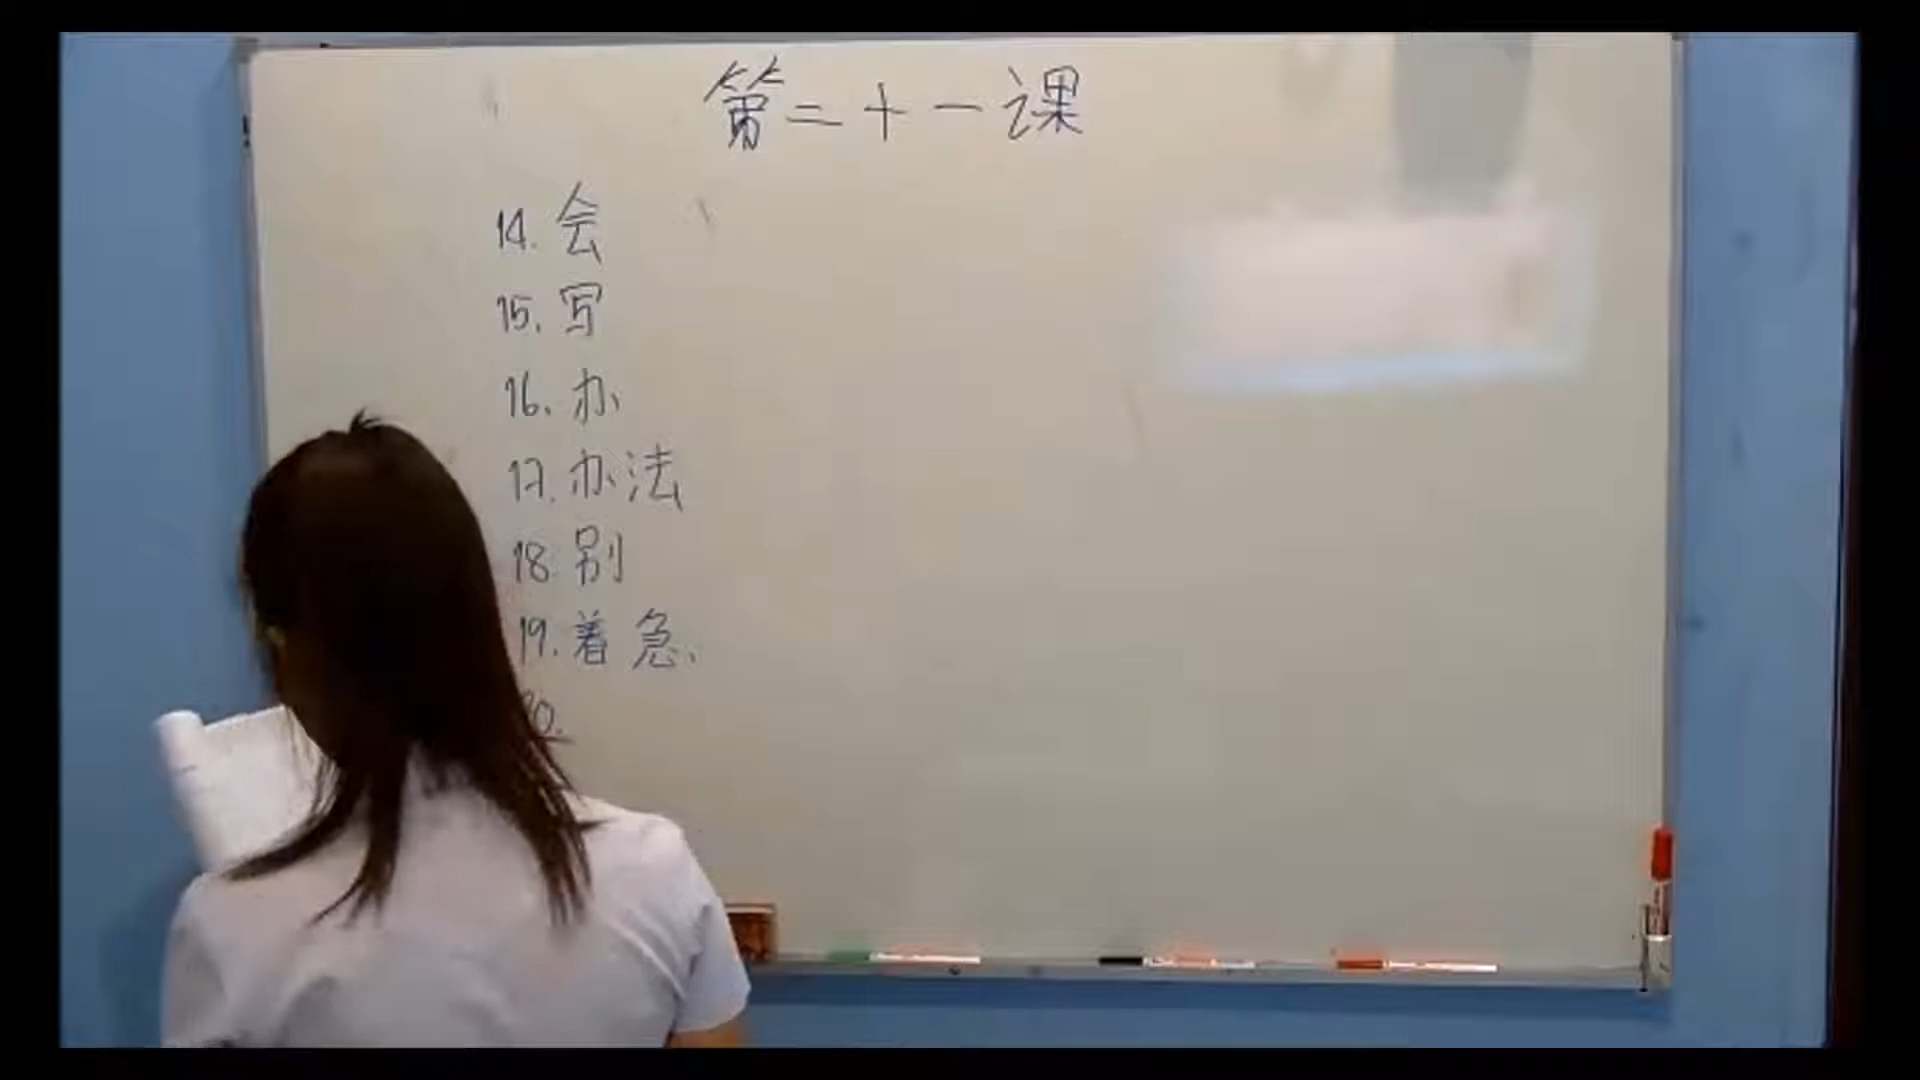 第二十一课
14. 会
15. 写
16. 办
17. 办法
18. 别
19. 着急
20.